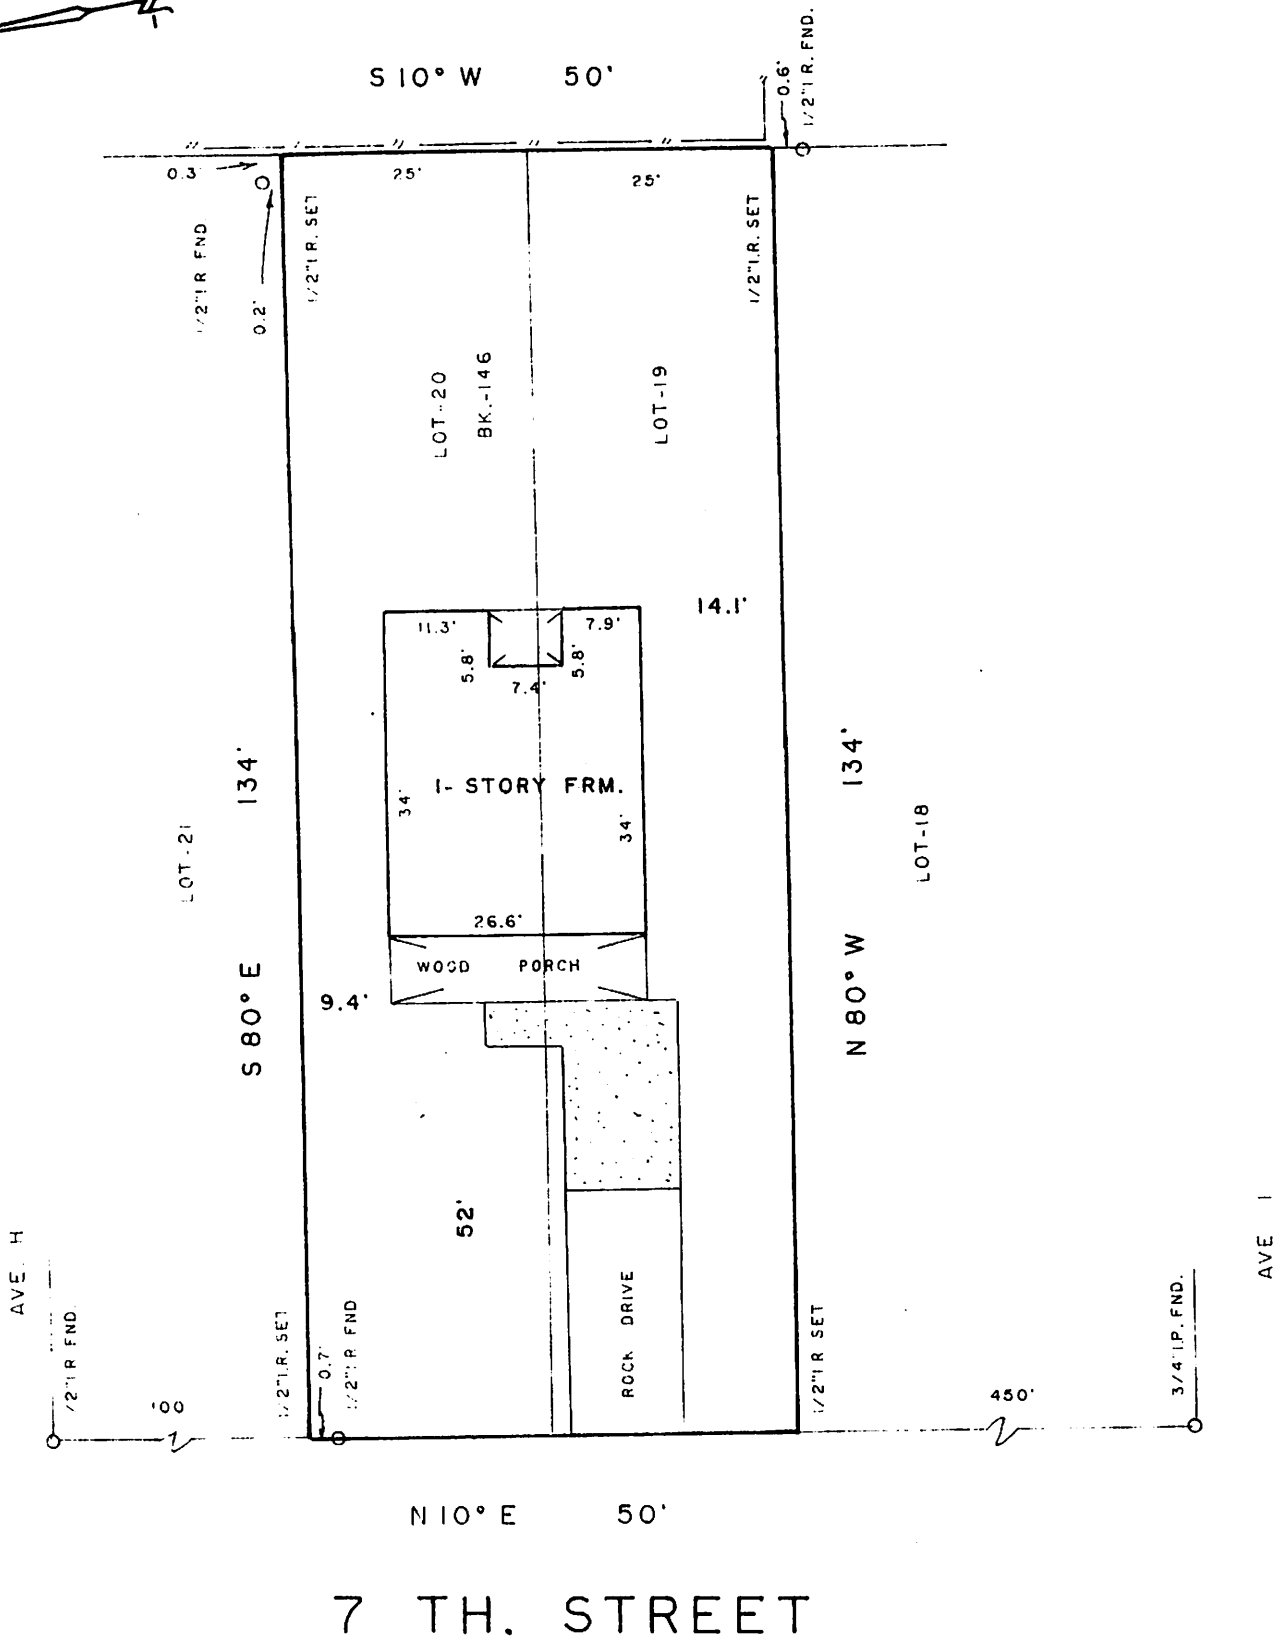 S 10° W 50'
0.6'
1/2" I.R. FND.
0.3
25'
25'
1/2" I.R FND.
0.2'
1/2" I.R. SET
1/2" I.R. SET
LOT-20
BK.-146
LOT-19
14.1'
11.3'
7.9'
5.8'
5.8'
7.4'
134'
1- STORY FRM.
34'
34'
134'
LOT-21
LOT-18
26.6'
WOOD PORCH
S 80° E
9.4'
N 80° W
52'
AVE. H
AVE I
/2" I R FND.
1/2" I.R. SET
0.7'
1/2" I R FND
ROCK DRIVE
1/2" I R SET
3/4" I.P. FND.
100
450'
N 10° E 50'
7 TH. STREET